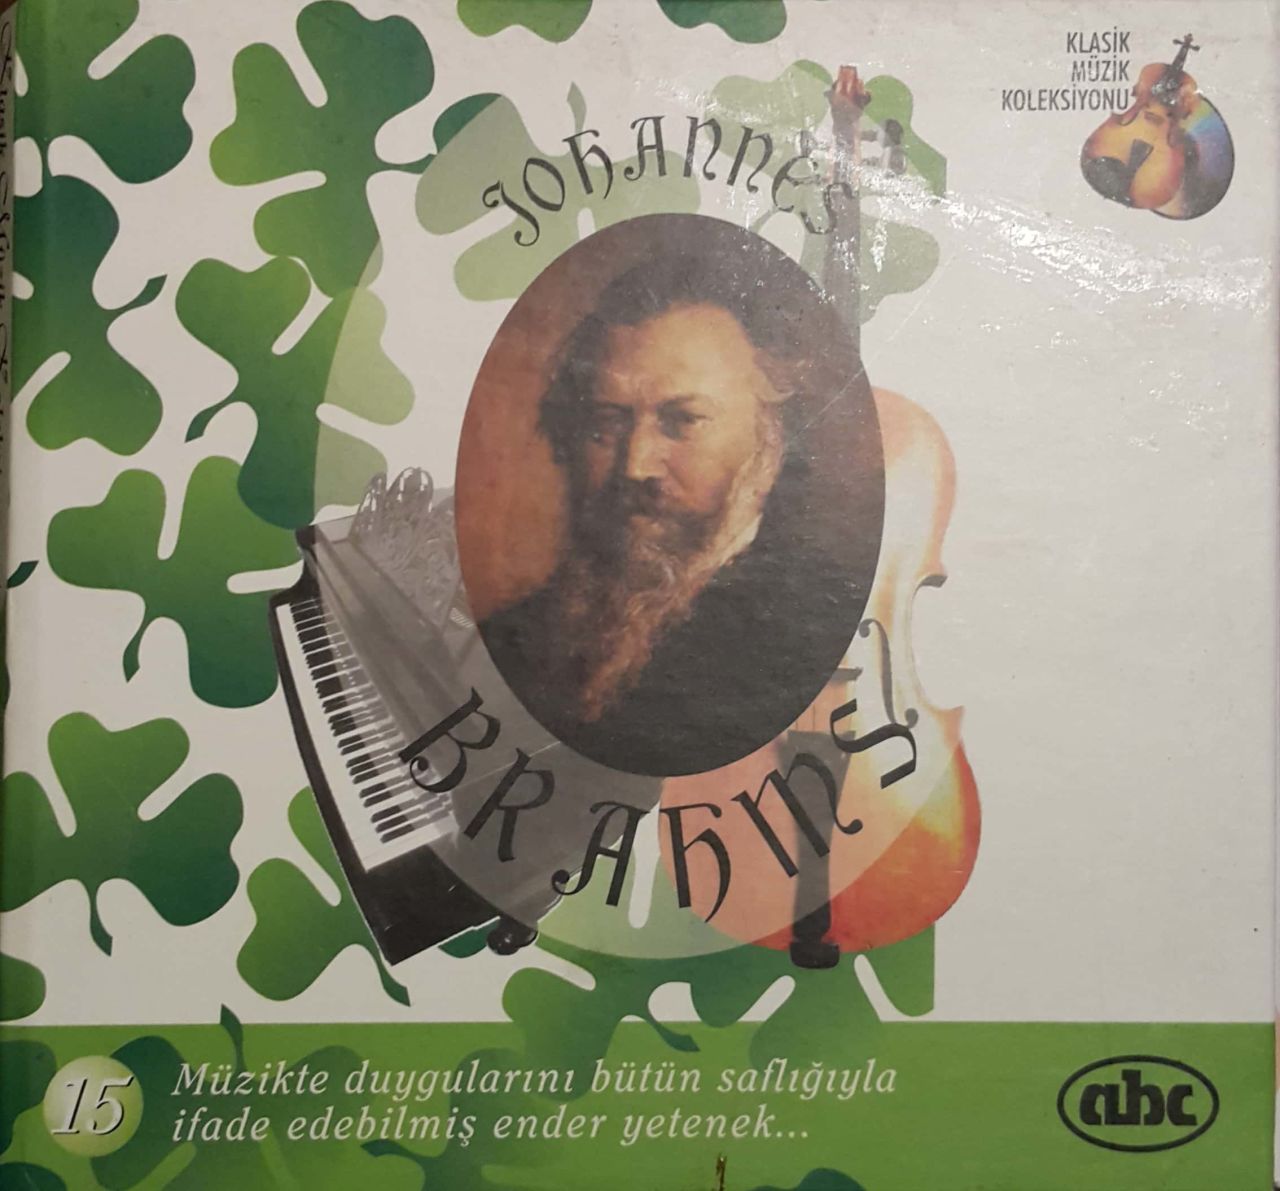 KLASİK
MÜZİK
KOLEKSİYONU
JOHANNES
BRAHMS
15
Müzikte duygularını bütün saflığıyla
ifade edebilmiş ender yetenek...
abc